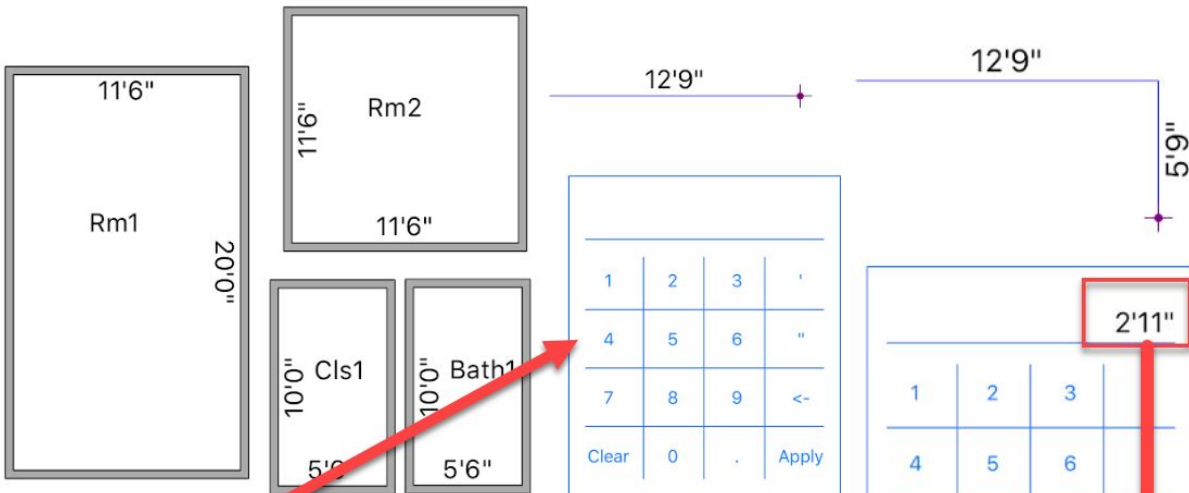 11'6"
Rm1
20'0"
Rm2
11'6"
11'6"
10'0"
Cls1
10'0"
Bath1
5'6"
12'9"
1 2 3 '
4 5 6 "
7 8 9 <-
Clear 0 . Apply
12'9"
5'9"
2'11"
1 2 3
4 5 6